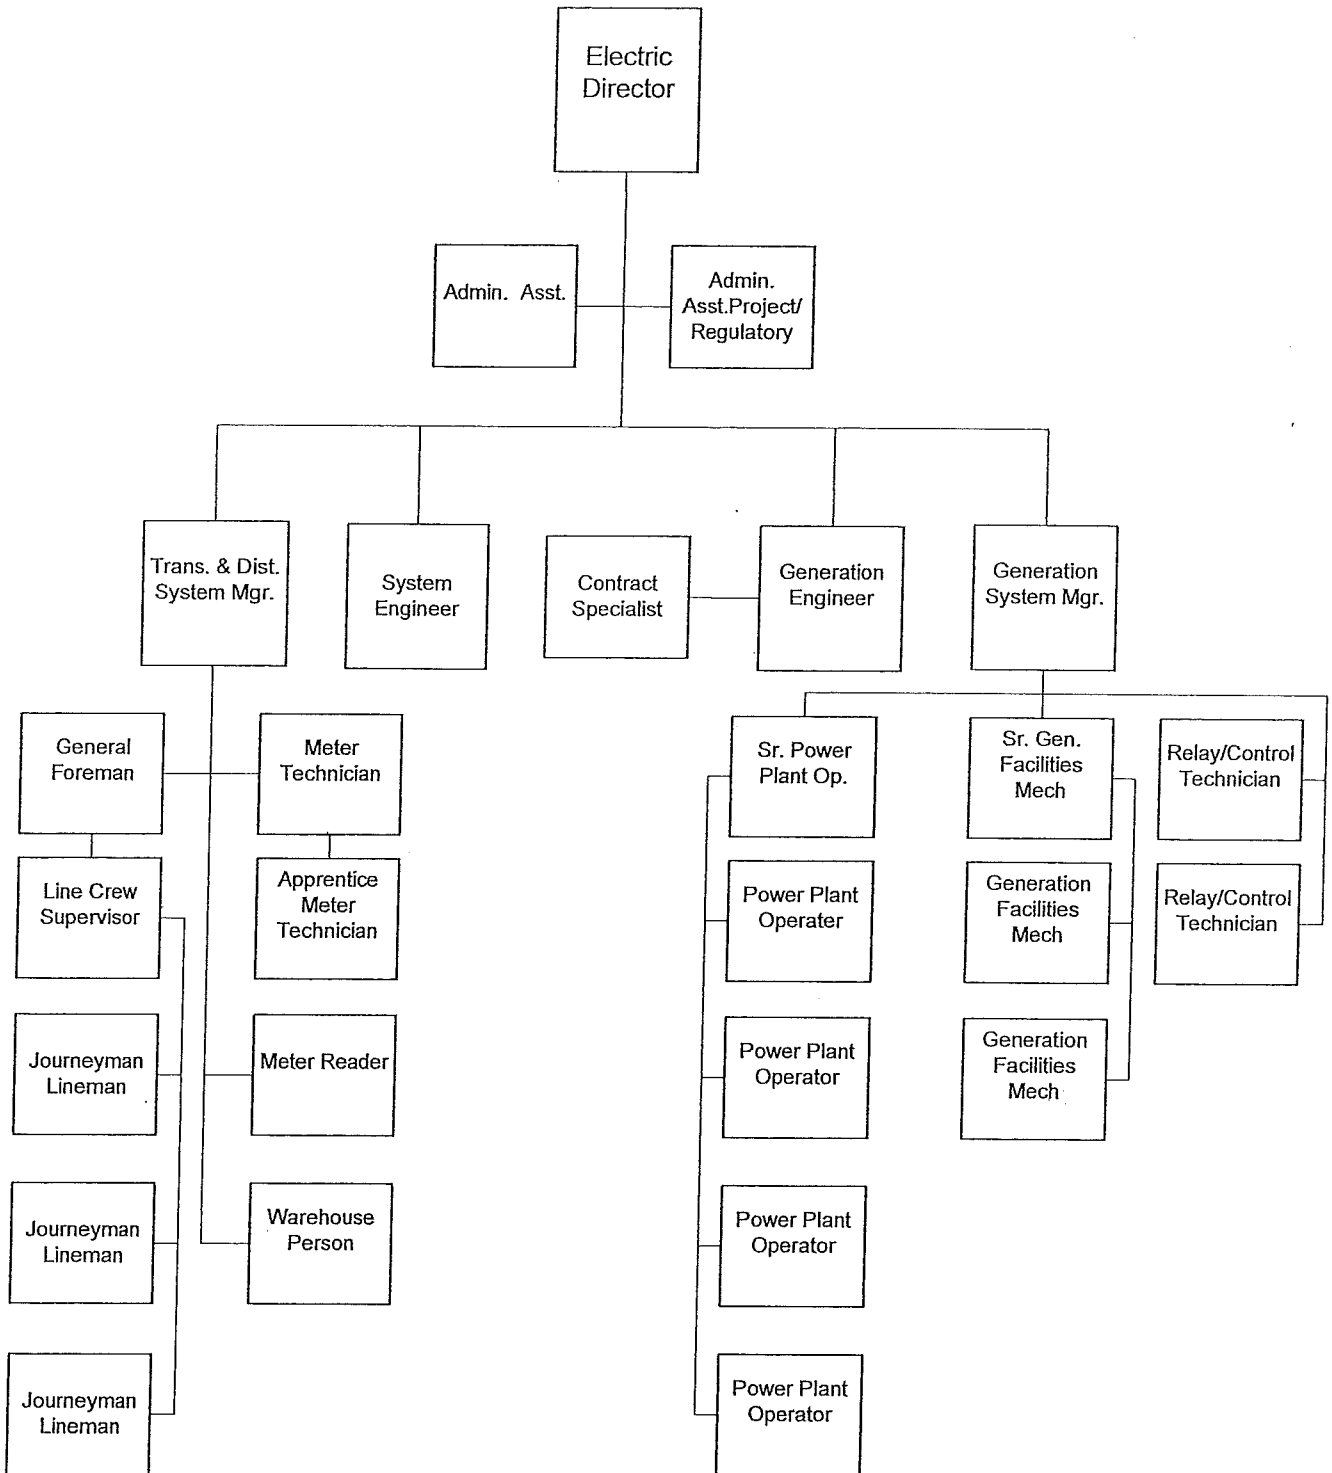 Electric
Director
Admin. Asst.
Admin.
Asst.Project/
Regulatory
Trans. & Dist.
System Mgr.
System
Engineer
Contract
Specialist
Generation
Engineer
Generation
System Mgr.
General
Foreman
Meter
Technician
Sr. Power
Plant Op.
Sr. Gen.
Facilities
Mech
Relay/Control
Technician
Line Crew
Supervisor
Apprentice
Meter
Technician
Power Plant
Operater
Generation
Facilities
Mech
Relay/Control
Technician
Journeyman
Lineman
Meter Reader
Power Plant
Operator
Generation
Facilities
Mech
Journeyman
Lineman
Warehouse
Person
Power Plant
Operator
Journeyman
Lineman
Power Plant
Operator